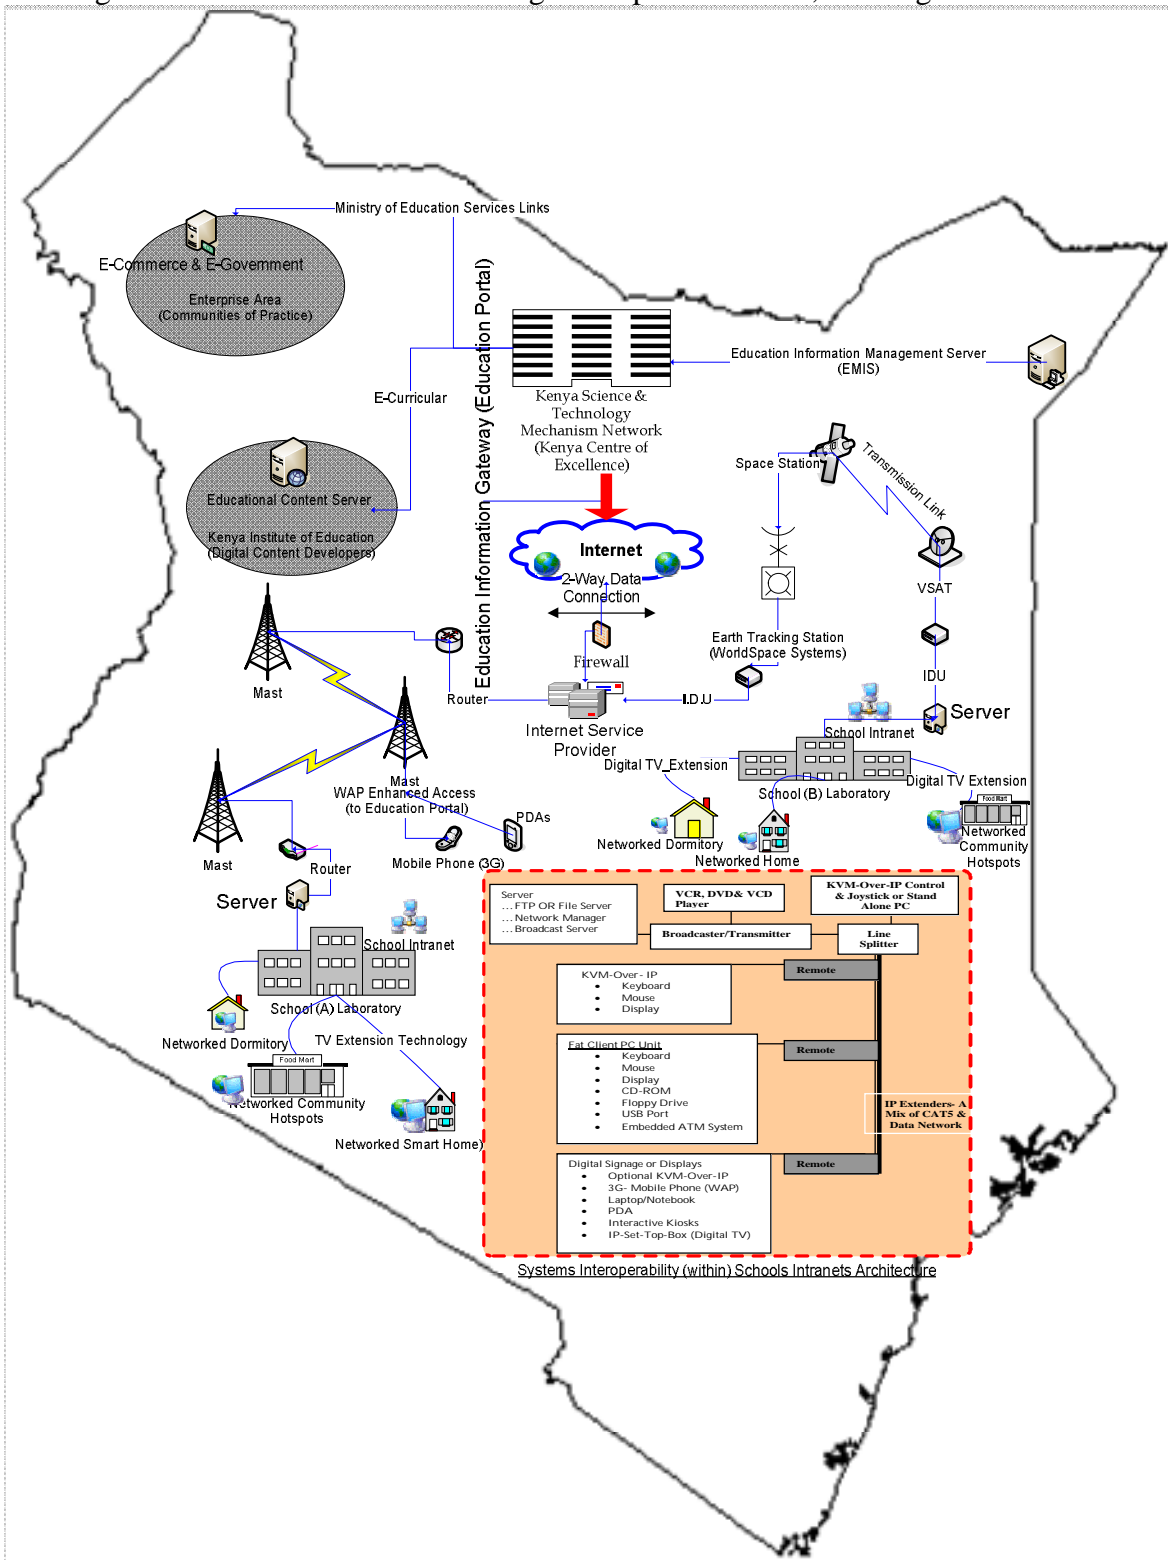 Ministry of Education Services Links
E-Commerce & E-Government
Enterprise Area
(Communities of Practice)
Education Information Gateway (Education Portal)
Education Information Management Server
(EMIS)
E-Curricular
Kenya Science &
Technology
Mechanism Network
(Kenya Centre of
Excellence)
Space Station
Transmission Link
Educational Content Server
Kenya Institute of Education
(Digital Content Developers)
Internet
2-Way Data
Connection
VSAT
Earth Tracking Station
(WorldSpace Systems)
Firewall
IDU
Mast
Router
I.D.U
Server
School Intranet
Internet Service
Provider
Digital TV_Extension
Digital TV Extension
Mast
WAP Enhanced Access
(to Education Portal)
School (B) Laboratory
Food Mart
PDAs
Networked Dormitory
Networked Home
Networked
Community
Hotspots
Mobile Phone (3G)
Mast
Router
Server
School Intranet
School (A) Laboratory
Networked Dormitory
TV Extension Technology
Food Mart
Networked Community
Hotspots
Networked Smart Home)
Server
...FTP OR File Server
...Network Manager
...Broadcast Server
VCR, DVD& VCD
Player
KVM-Over-IP Control
& Joystick or Stand
Alone PC
Broadcaster/Transmitter
Line
Splitter
KVM-Over- IP
• Keyboard
• Mouse
• Display
Remote
Fat Client PC Unit
• Keyboard
• Mouse
• Display
• CD-ROM
• Floppy Drive
• USB Port
• Embedded ATM System
Remote
IP Extenders- A
Mix of CAT5 &
Data Network
Digital Signage or Displays
• Optional KVM-Over-IP
• 3G- Mobile Phone (WAP)
• Laptop/Notebook
• PDA
• Interactive Kiosks
• IP-Set-Top-Box (Digital TV)
Remote
Systems Interoperability (within) Schools Intranets Architecture